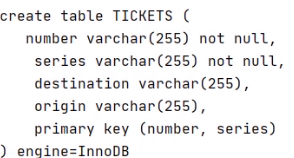 create table TICKETS (
   number varchar(255) not null,
    series varchar(255) not null,
    destination varchar(255),
    origin varchar(255),
    primary key (number, series)
) engine=InnoDB